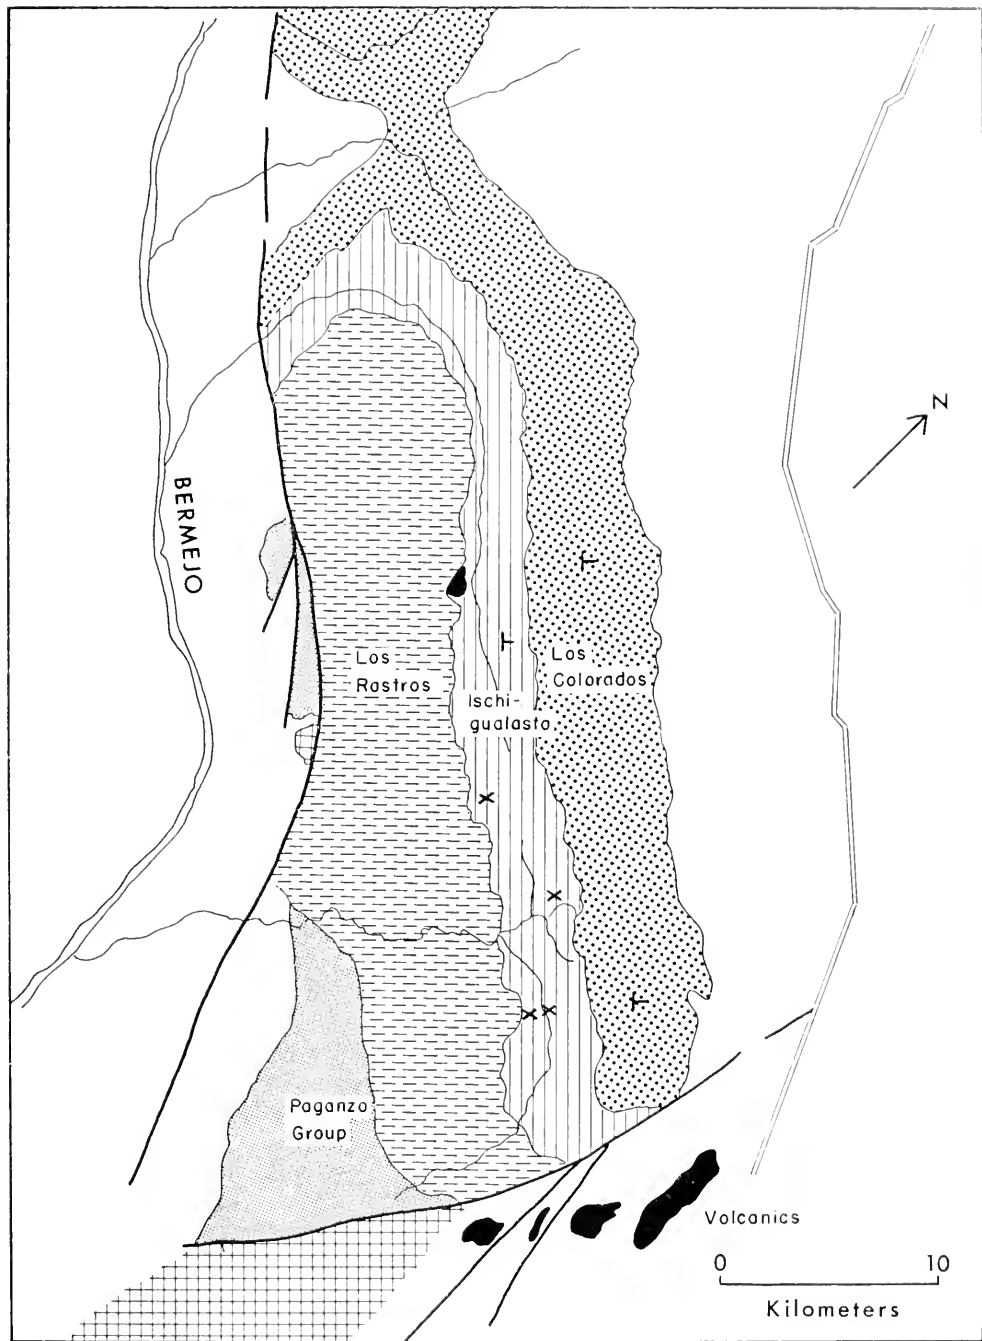 N
BERMEJO
Los
Rastros
Los
Colorados
Ischi-
gualasto
Paganzo
Group
Volcanics
0 10
Kilometers